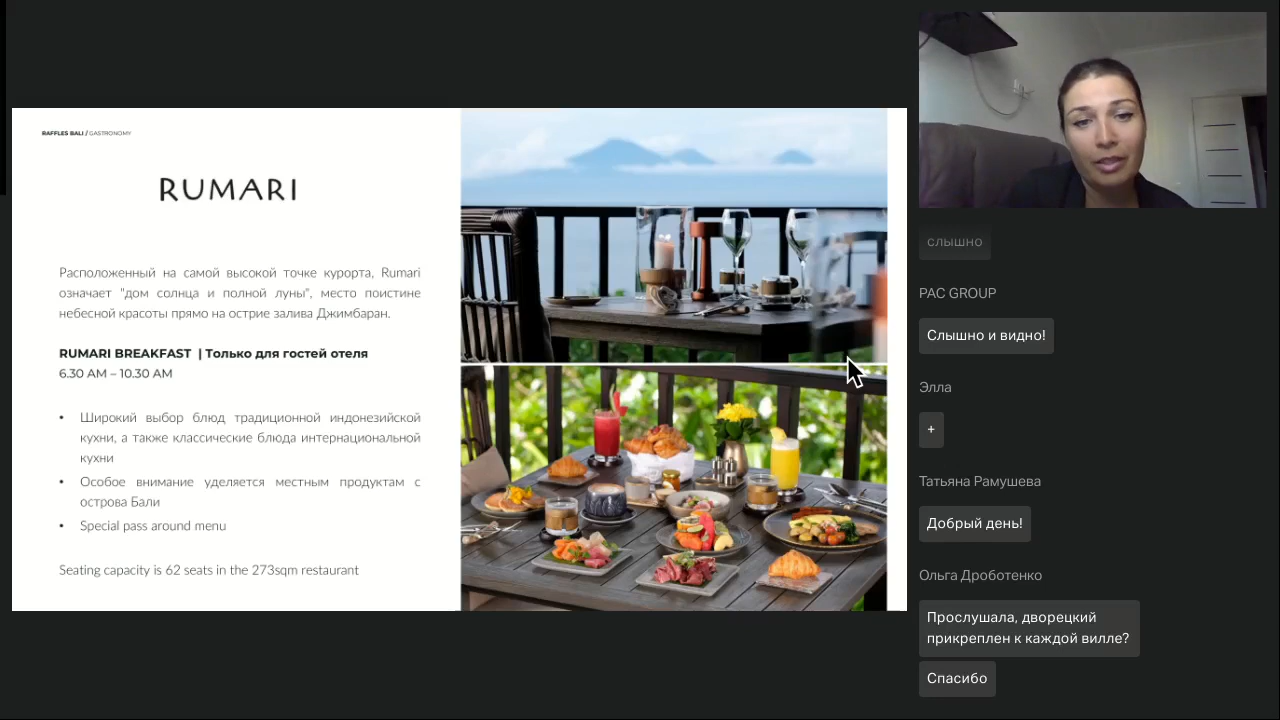 RAFFLES BALI / GASTRONOMY
RUMARI
Расположенный на самой высокой точке курорта, Rumari
означает "дом солнца и полной луны", место поистине
небесной красоты прямо на острие залива Джимбаран.
RUMARI BREAKFAST | Только для гостей отеля
6.30 AM – 10.30 AM
• Широкий выбор блюд традиционной индонезийской
кухни, а также классические блюда интернациональной
кухни
• Особое внимание уделяется местным продуктам с
острова Бали
• Special pass around menu
Seating capacity is 62 seats in the 273sqm restaurant
слышно
PAC GROUP
Слышно и видно!
Элла
+
Татьяна Рамушева
Добрый день!
Ольга Дроботенко
Прослушала, дворецкий
прикреплен к каждой вилле?
Спасибо